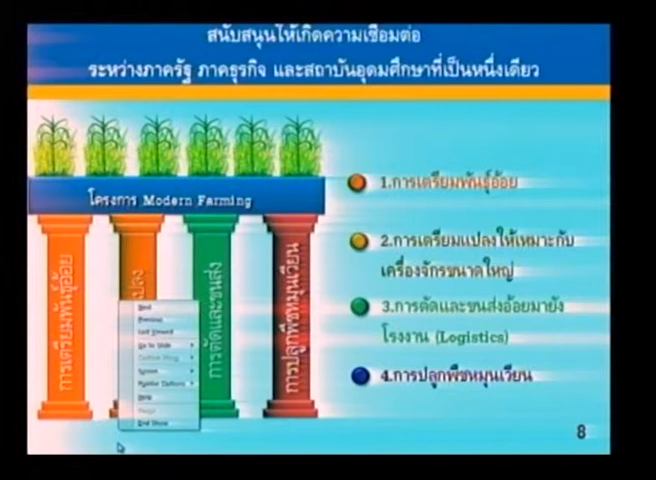 สนับสนุนให้เกิดความเชื่อมต่อ
ระหว่างภาครัฐ ภาคธุรกิจ และสถาบันอุดมศึกษาที่เป็นหนึ่งเดียว
โครงการ Modern Farming
การเตรียมพันธุ์อ้อย
การตัดและขนส่ง
การปลูกพืชหมุนเวียน
1.การเตรียมพันธุ์อ้อย
2.การเตรียมแปลงให้เหมาะกับ
เครื่องจักรขนาดใหญ่
3.การตัดและขนส่งอ้อยมายัง
โรงงาน (Logistics)
4.การปลูกพืชหมุนเวียน
Next
Previous
Last Viewed
Go to Slide
Screen
Pointer Options
Help
End Show
8